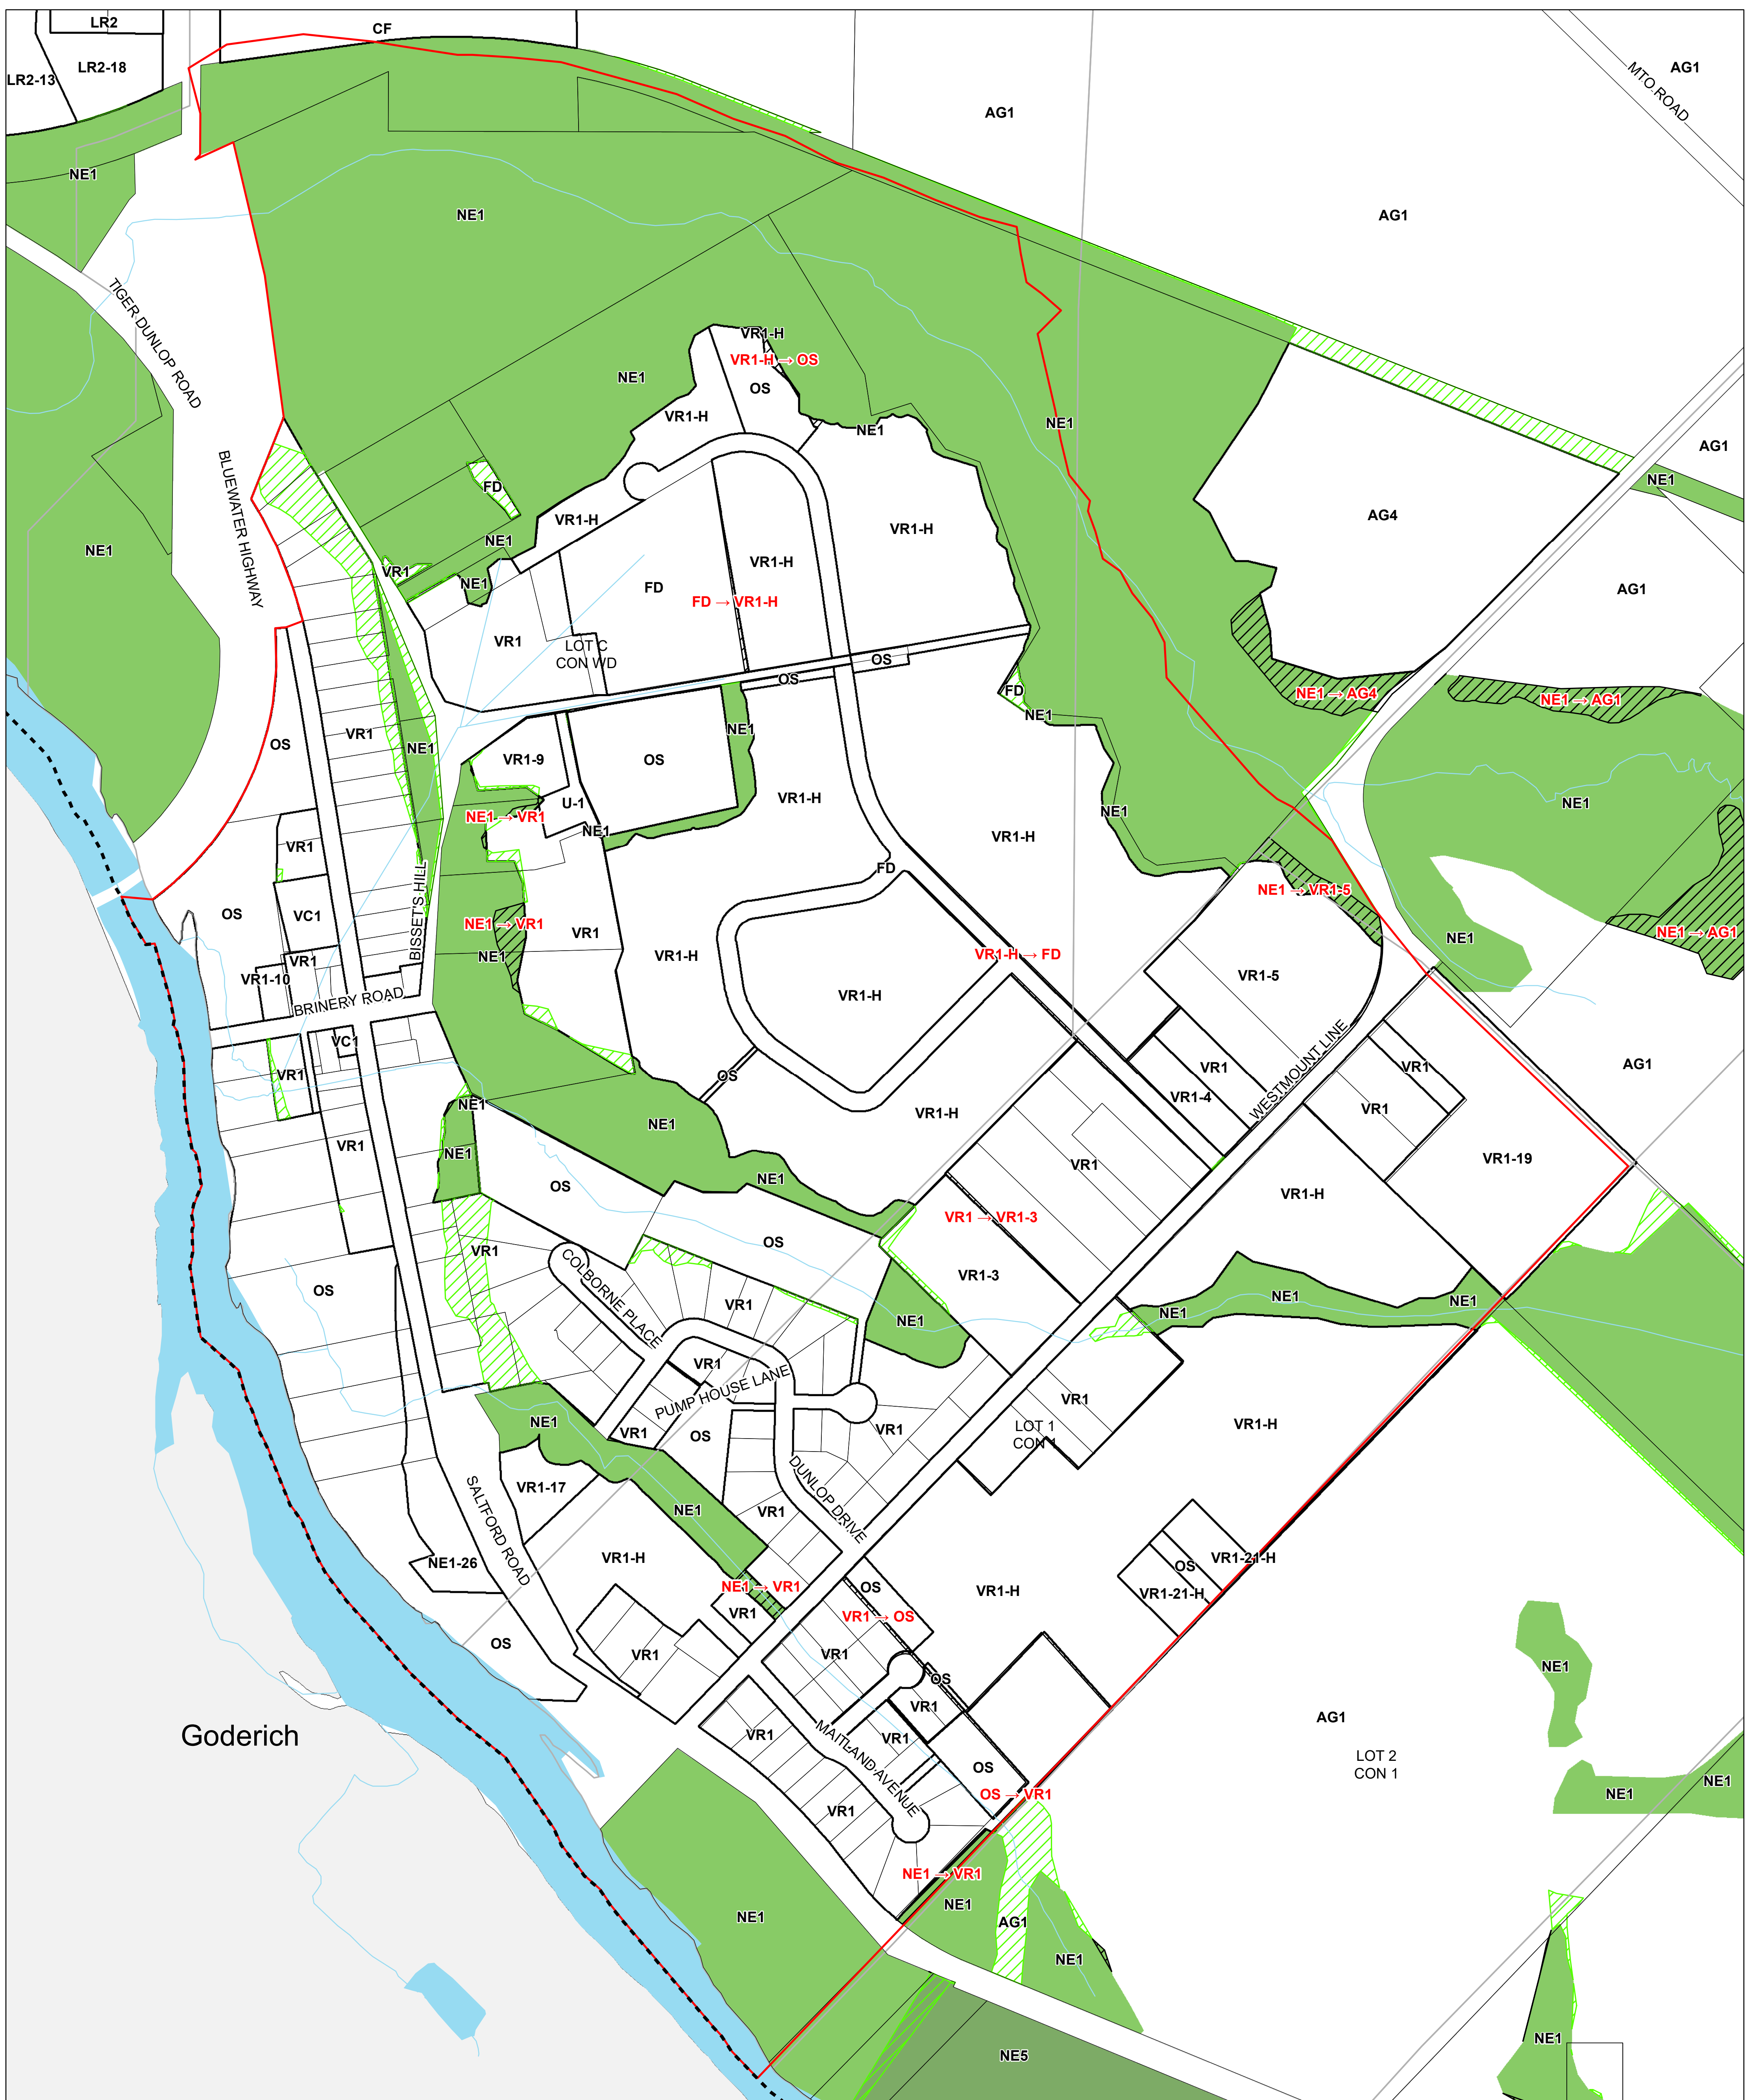 LR2
CF
LR2-13
LR2-18
AG1
MTO. ROAD
AG1
NE1
NE1
AG1
TIGER DUNLOP ROAD
VR1-H
VR1-H → OS
NE1
OS
VR1-H
NE1
NE1
AG1
NE1
BLUEWATER HIGHWAY
FD
VR1-H
AG4
VR1-H
NE1
NE1
VR1-H
VR1
NE1
FD
AG1
FD → VR1-H
VR1
LOT C
CON WD
OS
OS
FD
NE1 → AG4
NE1 → AG1
NE1
NE1
OS
VR1
NE1
VR1-9
OS
VR1-H
U-1
NE1
NE1 → VR1
NE1
VR1-H
NE1
VR1
FD
NE1 → VR1-5
BISSET'S HILL
OS
VC1
NE1 → VR1
VR1
NE1 → AG1
NE1
VR1-H
NE1
VR1-H → FD
VR1
VR1-10
VR1-5
BRINERY ROAD
VR1-H
VC1
WESTMOUNT LINE
AG1
VR1
VR1
VR1
OS
VR1-4
VR1
NE1
VR1-H
NE1
VR1
NE1
VR1
VR1-19
NE1
OS
VR1-H
VR1 → VR1-3
OS
VR1
VR1-3
OS
COLBORNE PLACE
VR1
NE1
NE1
NE1
NE1
VR1
PUMP HOUSE LANE
VR1
NE1
VR1
OS
VR1
LOT 1
CON 1
VR1-H
VR1-17
DUNLOP DRIVE
SALTFORD ROAD
NE1
VR1
NE1-26
VR1-H
VR1-21-H
OS
VR1-21-H
NE1 → VR1
OS
VR1-H
VR1
VR1 → OS
OS
VR1
VR1
NE1
OS
VR1
AG1
Goderich
VR1
MAITLAND AVENUE
VR1
LOT 2
CON 1
OS
NE1
NE1
OS → VR1
VR1
NE1 → VR1
NE1
NE1
AG1
NE1
NE1
NE5